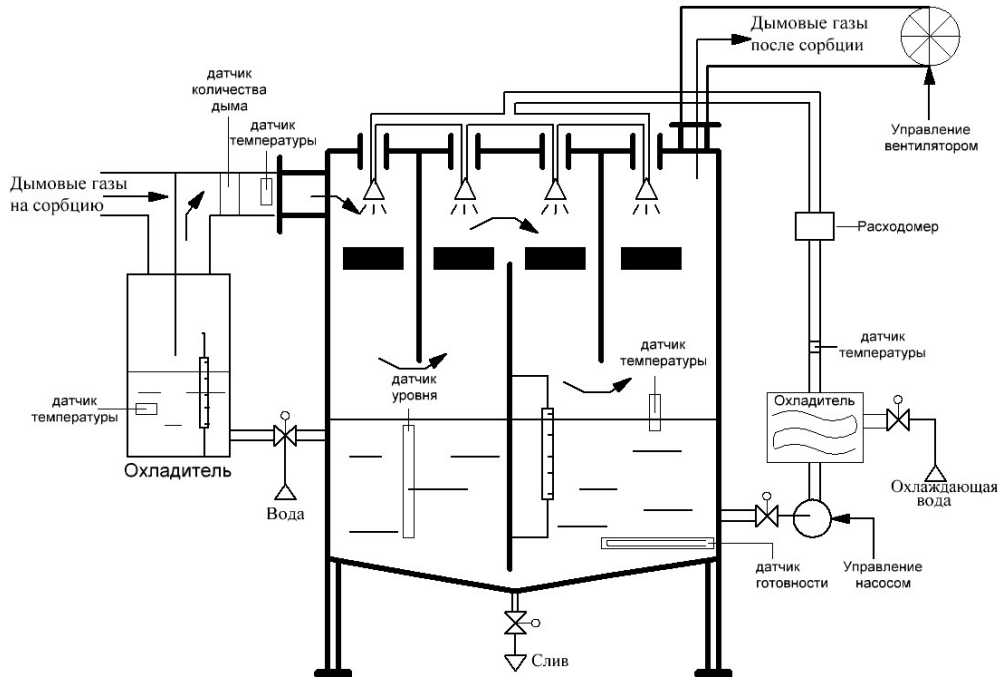 Дымовые газы
после сорбции
датчик
количества
дыма
датчик
температуры
Управление
вентилятором
Дымовые газы
на сорбцию
Расходомер
датчик
температуры
датчик
температуры
датчик
уровня
датчик
температуры
Охладитель
Охладитель
Вода
Охлаждающая
вода
датчик
готовности
Управление
насосом
Слив